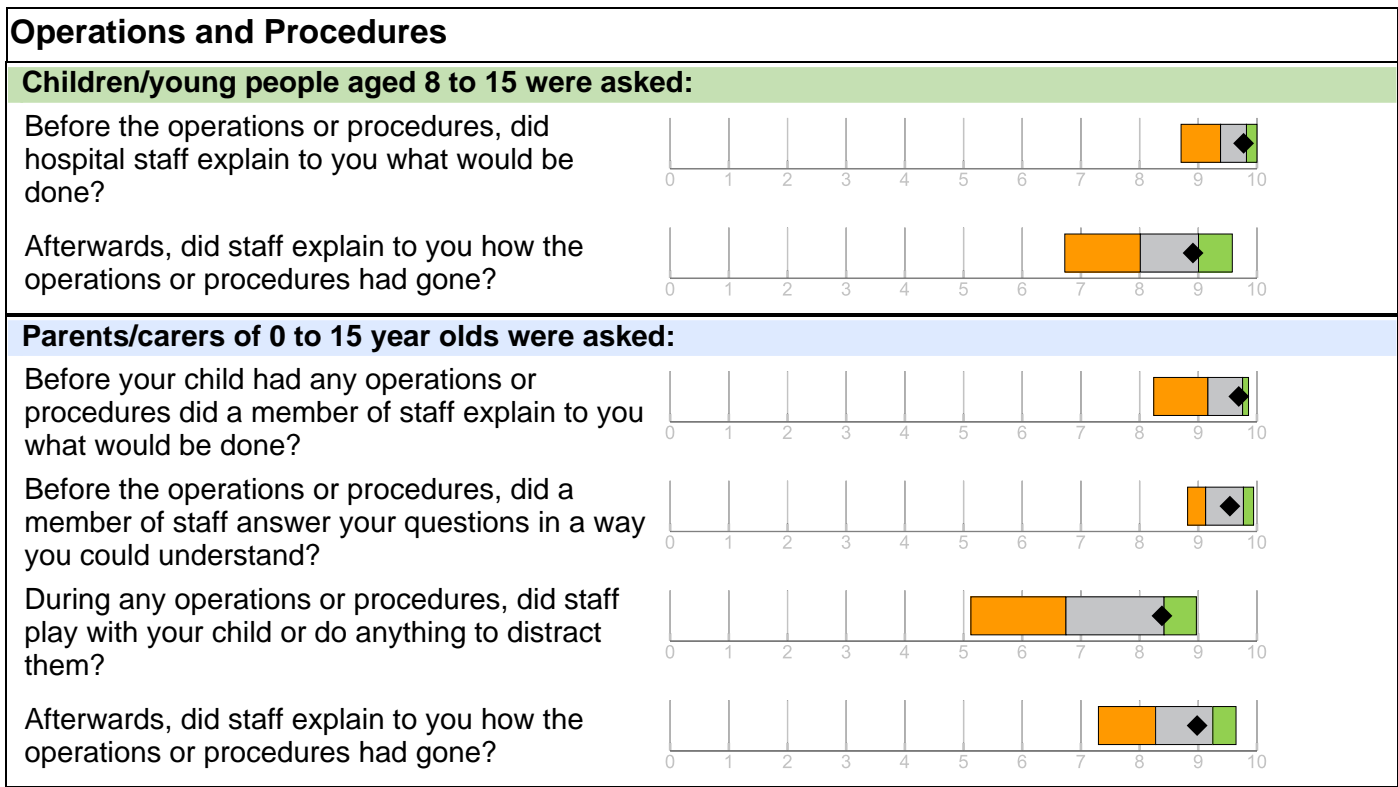 Operations and Procedures
Children/young people aged 8 to 15 were asked:
Before the operations or procedures, did
hospital staff explain to you what would be
done?
0 1 2 3 4 5 6 7 8 9 10
Afterwards, did staff explain to you how the
operations or procedures had gone?
0 1 2 3 4 5 6 7 8 9 10
Parents/carers of 0 to 15 year olds were asked:
Before your child had any operations or
procedures did a member of staff explain to you
what would be done?
0 1 2 3 4 5 6 7 8 9 10
Before the operations or procedures, did a
member of staff answer your questions in a way
you could understand?
0 1 2 3 4 5 6 7 8 9 10
During any operations or procedures, did staff
play with your child or do anything to distract
them?
0 1 2 3 4 5 6 7 8 9 10
Afterwards, did staff explain to you how the
operations or procedures had gone?
0 1 2 3 4 5 6 7 8 9 10